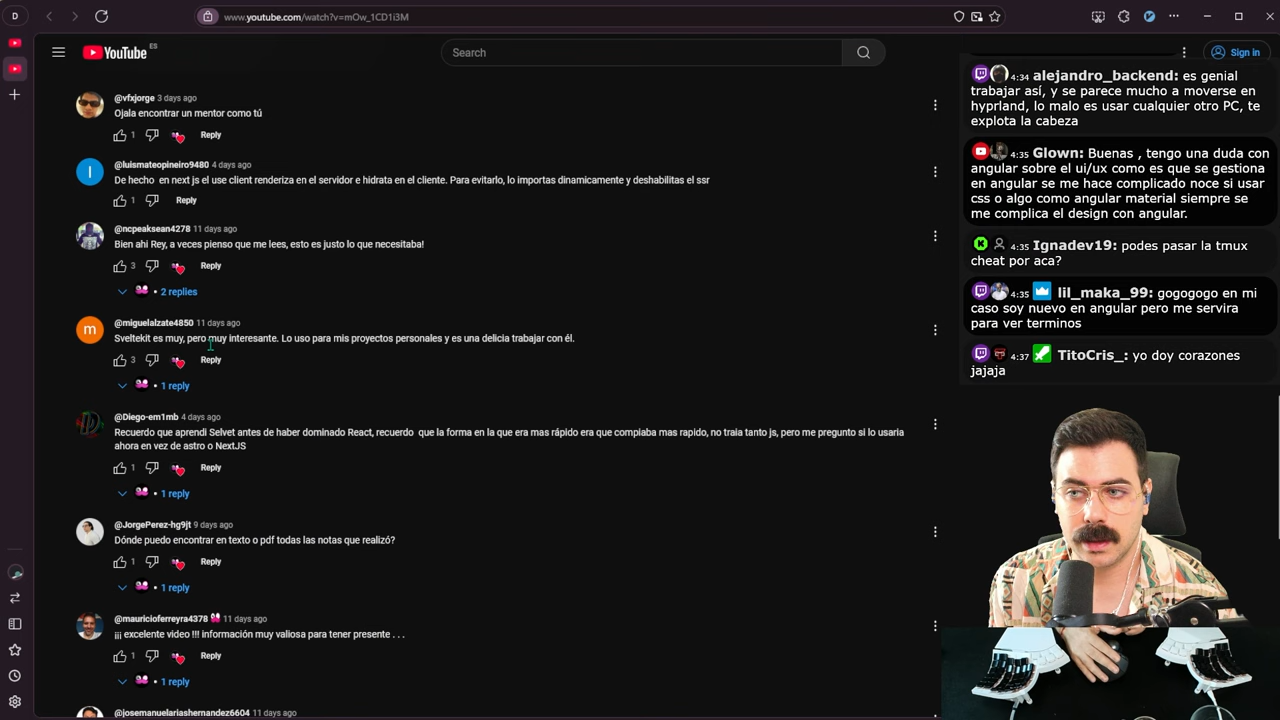 D
www.youtube.com/watch?v=mOw_1CD1i3M
YouTube ES
Search
Sign in
@vfxjorge 3 days ago
Ojala encontrar un mentor como tú
1 Reply
@luismateopineiro9480 4 days ago
De hecho en next js el use client renderiza en el servidor e hidrata en el cliente. Para evitarlo, lo importas dinamicamente y deshabilitas el ssr
1 Reply
@ncpeaksean4278 11 days ago
Bien ahi Rey, a veces pienso que me lees, esto es justo lo que necesitaba!
3 Reply
• 2 replies
m
@miguelalzate4850 11 days ago
Sveltekit es muy, pero muy interesante. Lo uso para mis proyectos personales y es una delicia trabajar con él.
3 Reply
• 1 reply
@Diego-em1mb 4 days ago
Recuerdo que aprendi Selvet antes de haber dominado React, recuerdo que la forma en la que era mas rápido era que compiaba mas rapido, no traia tanto js, pero me pregunto si lo usaria
ahora en vez de astro o NextJS
1 Reply
• 1 reply
@JorgePerez-hg9jt 9 days ago
Dónde puedo encontrar en texto o pdf todas las notas que realizó?
1 Reply
• 1 reply
@mauricioferreyra4378 11 days ago
¡¡¡ excelente video !!! información muy valiosa para tener presente . . .
1 Reply
• 1 reply
@josemanuelariashernandez6604 11 days ago
4:34 alejandro_backend: es genial
trabajar así, y se parece mucho a moverse en
hyprland, lo malo es usar cualquier otro PC, te
explota la cabeza
4:35 Glown: Buenas , tengo una duda con
angular sobre el ui/ux como es que se gestiona
en angular se me hace complicado noce si usar
css o algo como angular material siempre se
me complica el design con angular.
4:35 Ignadev19: podes pasar la tmux
cheat por aca?
4:35 lil_maka_99: gogogogo en mi
caso soy nuevo en angular pero me servira
para ver terminos
4:37 TitoCris_: yo doy corazones
jajaja